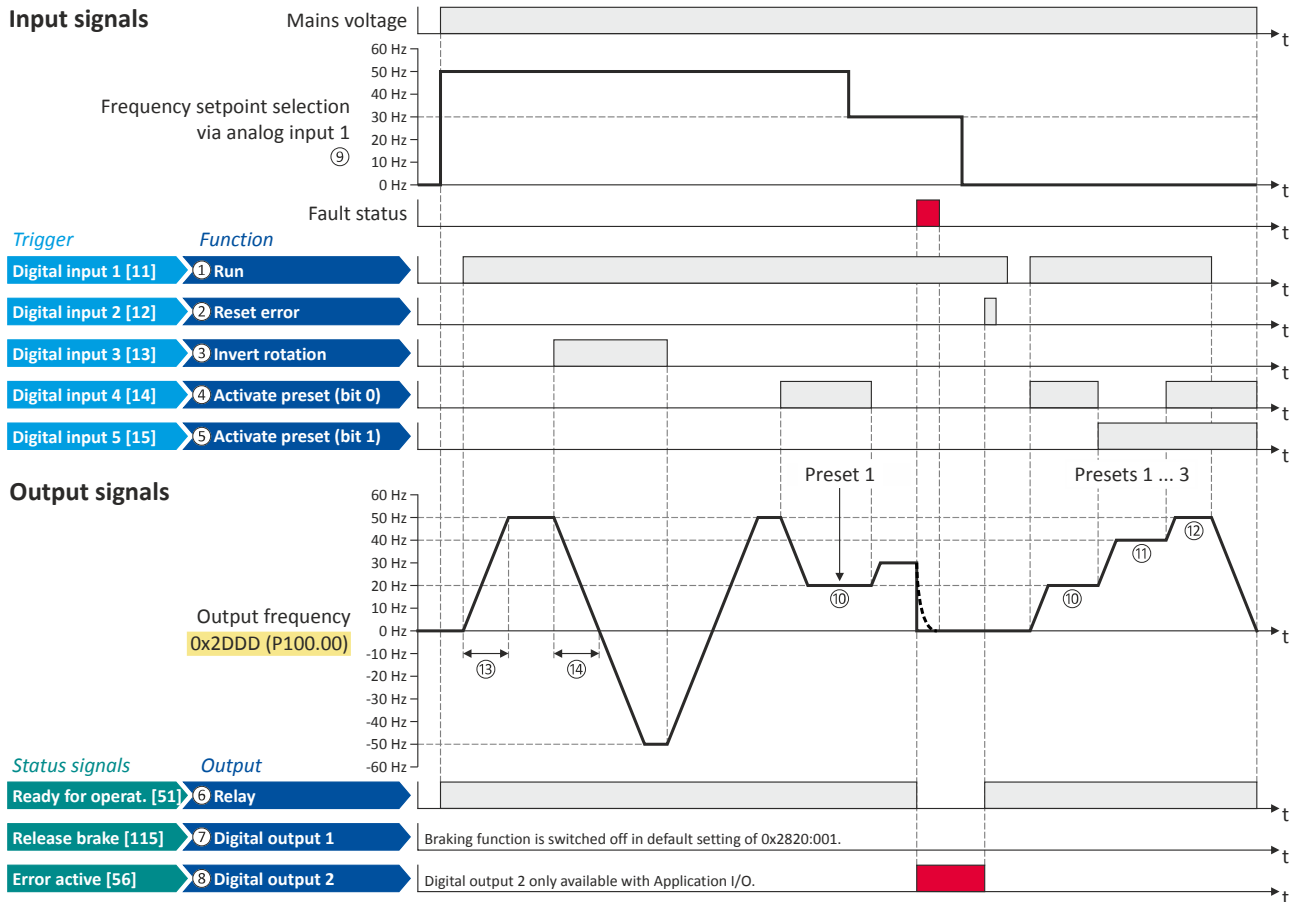 Input signals
Mains voltage
t
60 Hz
50 Hz
40 Hz
30 Hz
20 Hz
10 Hz
0 Hz
Frequency setpoint selection
via analog input 1
⑨
t
Fault status
t
Trigger Function
Digital input 1 [11] ① Run
t
Digital input 2 [12] ② Reset error
t
Digital input 3 [13] ③ Invert rotation
t
Digital input 4 [14] ④ Activate preset (bit 0)
t
Digital input 5 [15] ⑤ Activate preset (bit 1)
t
Output signals
Preset 1
Presets 1 ... 3
60 Hz
50 Hz
40 Hz
30 Hz
20 Hz
10 Hz
0 Hz
-10 Hz
-20 Hz
-30 Hz
-40 Hz
-50 Hz
-60 Hz
Output frequency
0x2DDD (P100.00)
⑬
⑭
⑩
⑩
⑪
⑫
t
Status signals Output
Ready for operat. [51] ⑥ Relay
t
Release brake [115] ⑦ Digital output 1
Braking function is switched off in default setting of 0x2820:001.
t
Error active [56] ⑧ Digital output 2
Digital output 2 only available with Application I/O.
t